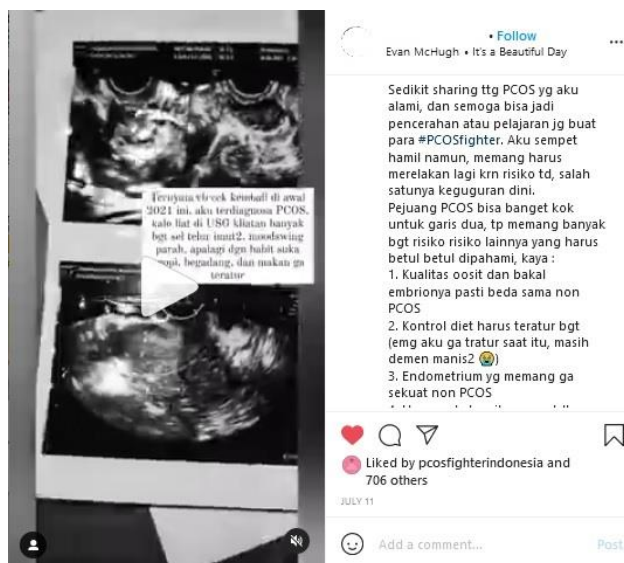 Ternyata vtcock kembali di awal
2021 ini, aku terdiagnosa PCOS.
kalo liat di USG kliatan banyak
bgt sel telur imut2, moodswing
parah, apalagi dgn habit suka
begadang, dan makan ga
teratur
• Follow
Evan McHugh • It's a Beautiful Day
Sedikit sharing ttg PCOS yg aku
alami, dan semoga bisa jadi
pencerahan atau pelajaran jg buat
para #PCOSfighter. Aku sempet
hamil namun, memang harus
merelakan lagi krn risiko td, salah
satunya keguguran dini.
Pejuang PCOS bisa banget kok
untuk garis dua, tp memang banyak
bgt risiko risiko lainnya yang harus
betul betul dipahami, kaya :
1. Kualitas oosit dan bakal
embrionya pasti beda sama non
PCOS
2. Kontrol diet harus teratur bgt
(emg aku ga tratur saat itu, masih
demen manis2 😭)
3. Endometrium yg memang ga
sekuat non PCOS
Liked by pcosfighterindonesia and
706 others
JULY 11
Add a comment...
Post